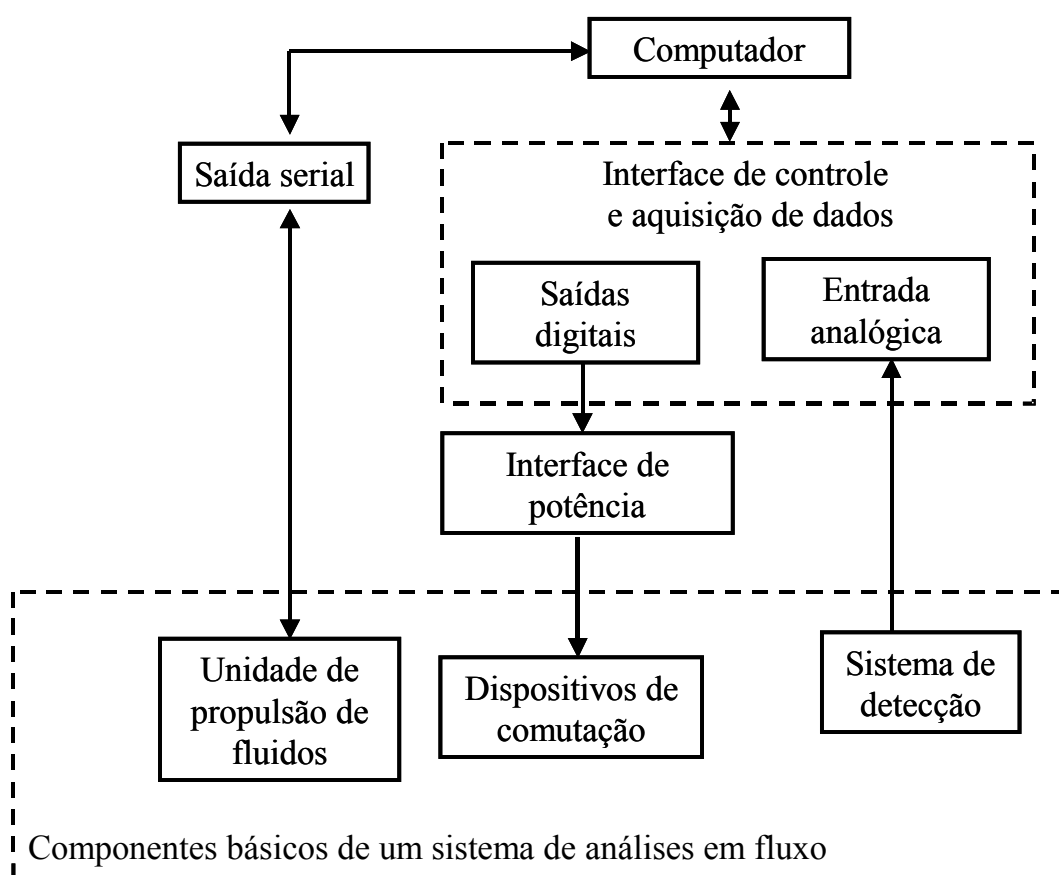 Computador
Saída serial
Interface de controle
e aquisição de dados
Saídas
digitais
Entrada
analógica
Interface de
potência
Unidade de
propulsão de
fluidos
Dispositivos de
comutação
Sistema de
detecção
Componentes básicos de um sistema de análises em fluxo